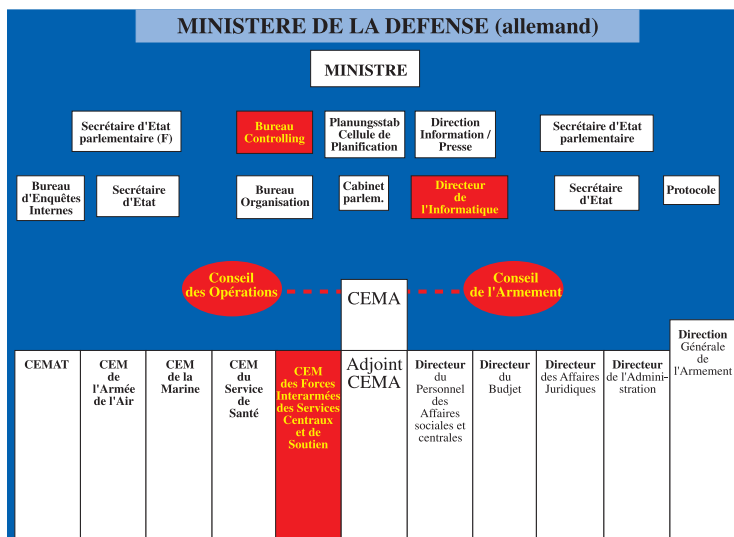 MINISTERE DE LA DEFENSE (allemand)
MINISTRE
Secrétaire d'Etat
parlementaire (F)
Bureau
Controlling
Planungsstab
Cellule de
Planification
Direction
Information /
Presse
Secrétaire d'Etat
parlementaire
Bureau
d'Enquêtes
Internes
Secrétaire
d'Etat
Bureau
Organisation
Cabinet
parlem.
Directeur
de
l'Informatique
Secrétaire
d'Etat
Protocole
Conseil
des Opérations
CEMA
Conseil
de l'Armement
CEMAT
CEM
de
l'Armée
de l'Air
CEM
de la
Marine
CEM
du
Service
de
Santé
CEM
des Forces
Interarmées
des Services
Centraux
et de
Soutien
Adjoint
CEMA
Directeur
du
Personnel
des
Affaires
sociales et
centrales
Directeur
du
Budjet
Directeur
des Affaires
Juridiques
Directeur
de l'Admini-
stration
Direction
Générale
de
l'Armement